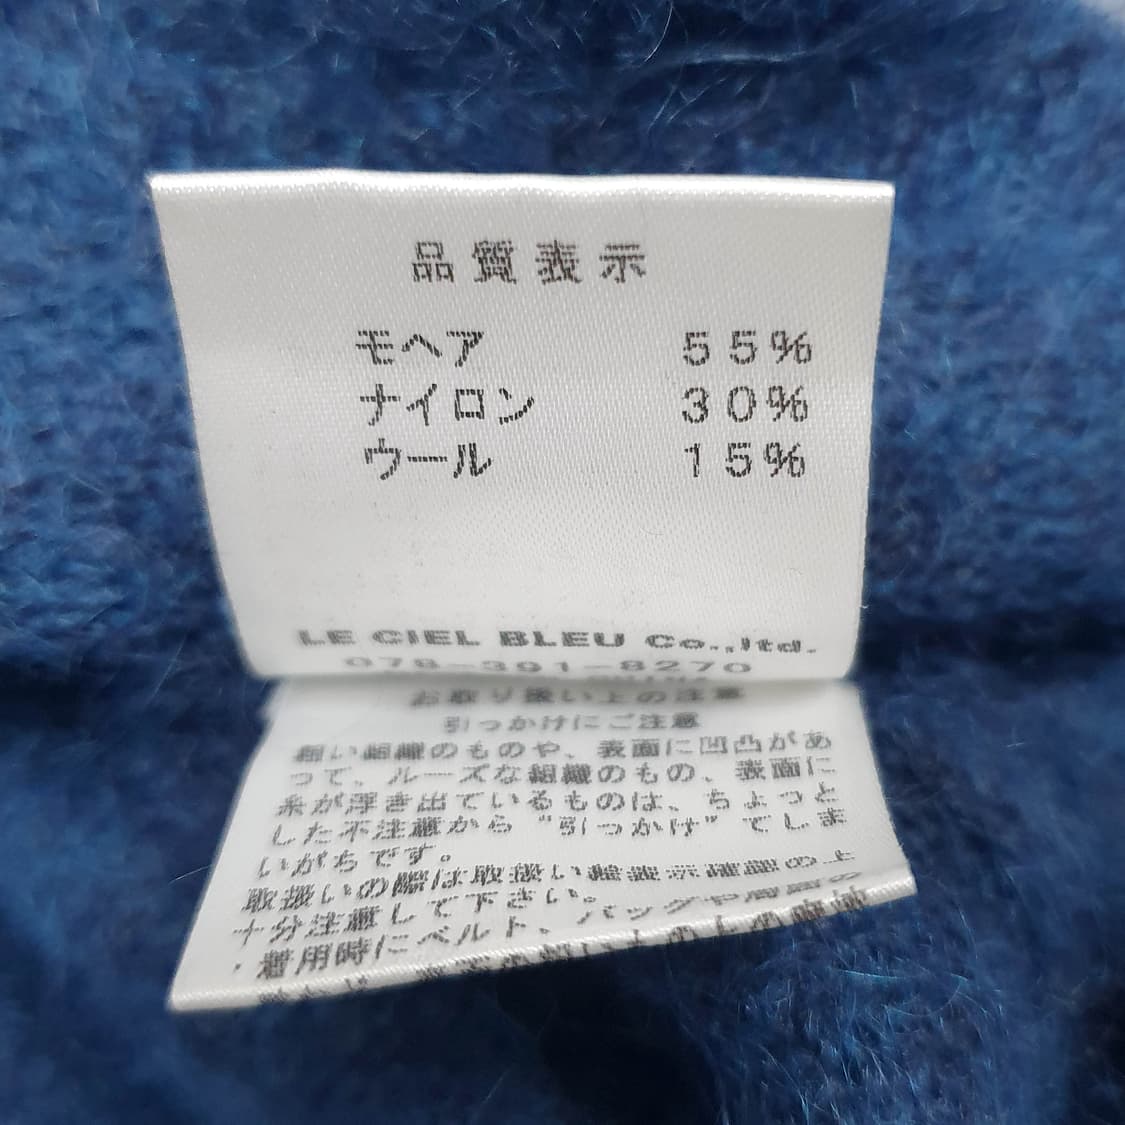 品質表示
モヘア 55%
ナイロン 30%
ウール 15%
LE CIEL BLEU Co.,ltd.
078-391-8270
お取り扱い上の注意
引っかけにご注意
粗い組織のものや、表面に凹凸があ
って、ルーズな組織のもの、表面に
糸が浮き出ているものは、ちょっと
した不注意から"引っかけ"てしま
いがちです。
取扱いの際は取扱い絵表示確認の上
十分注意して下さい。
・着用時にベルト、バッグや周囲の